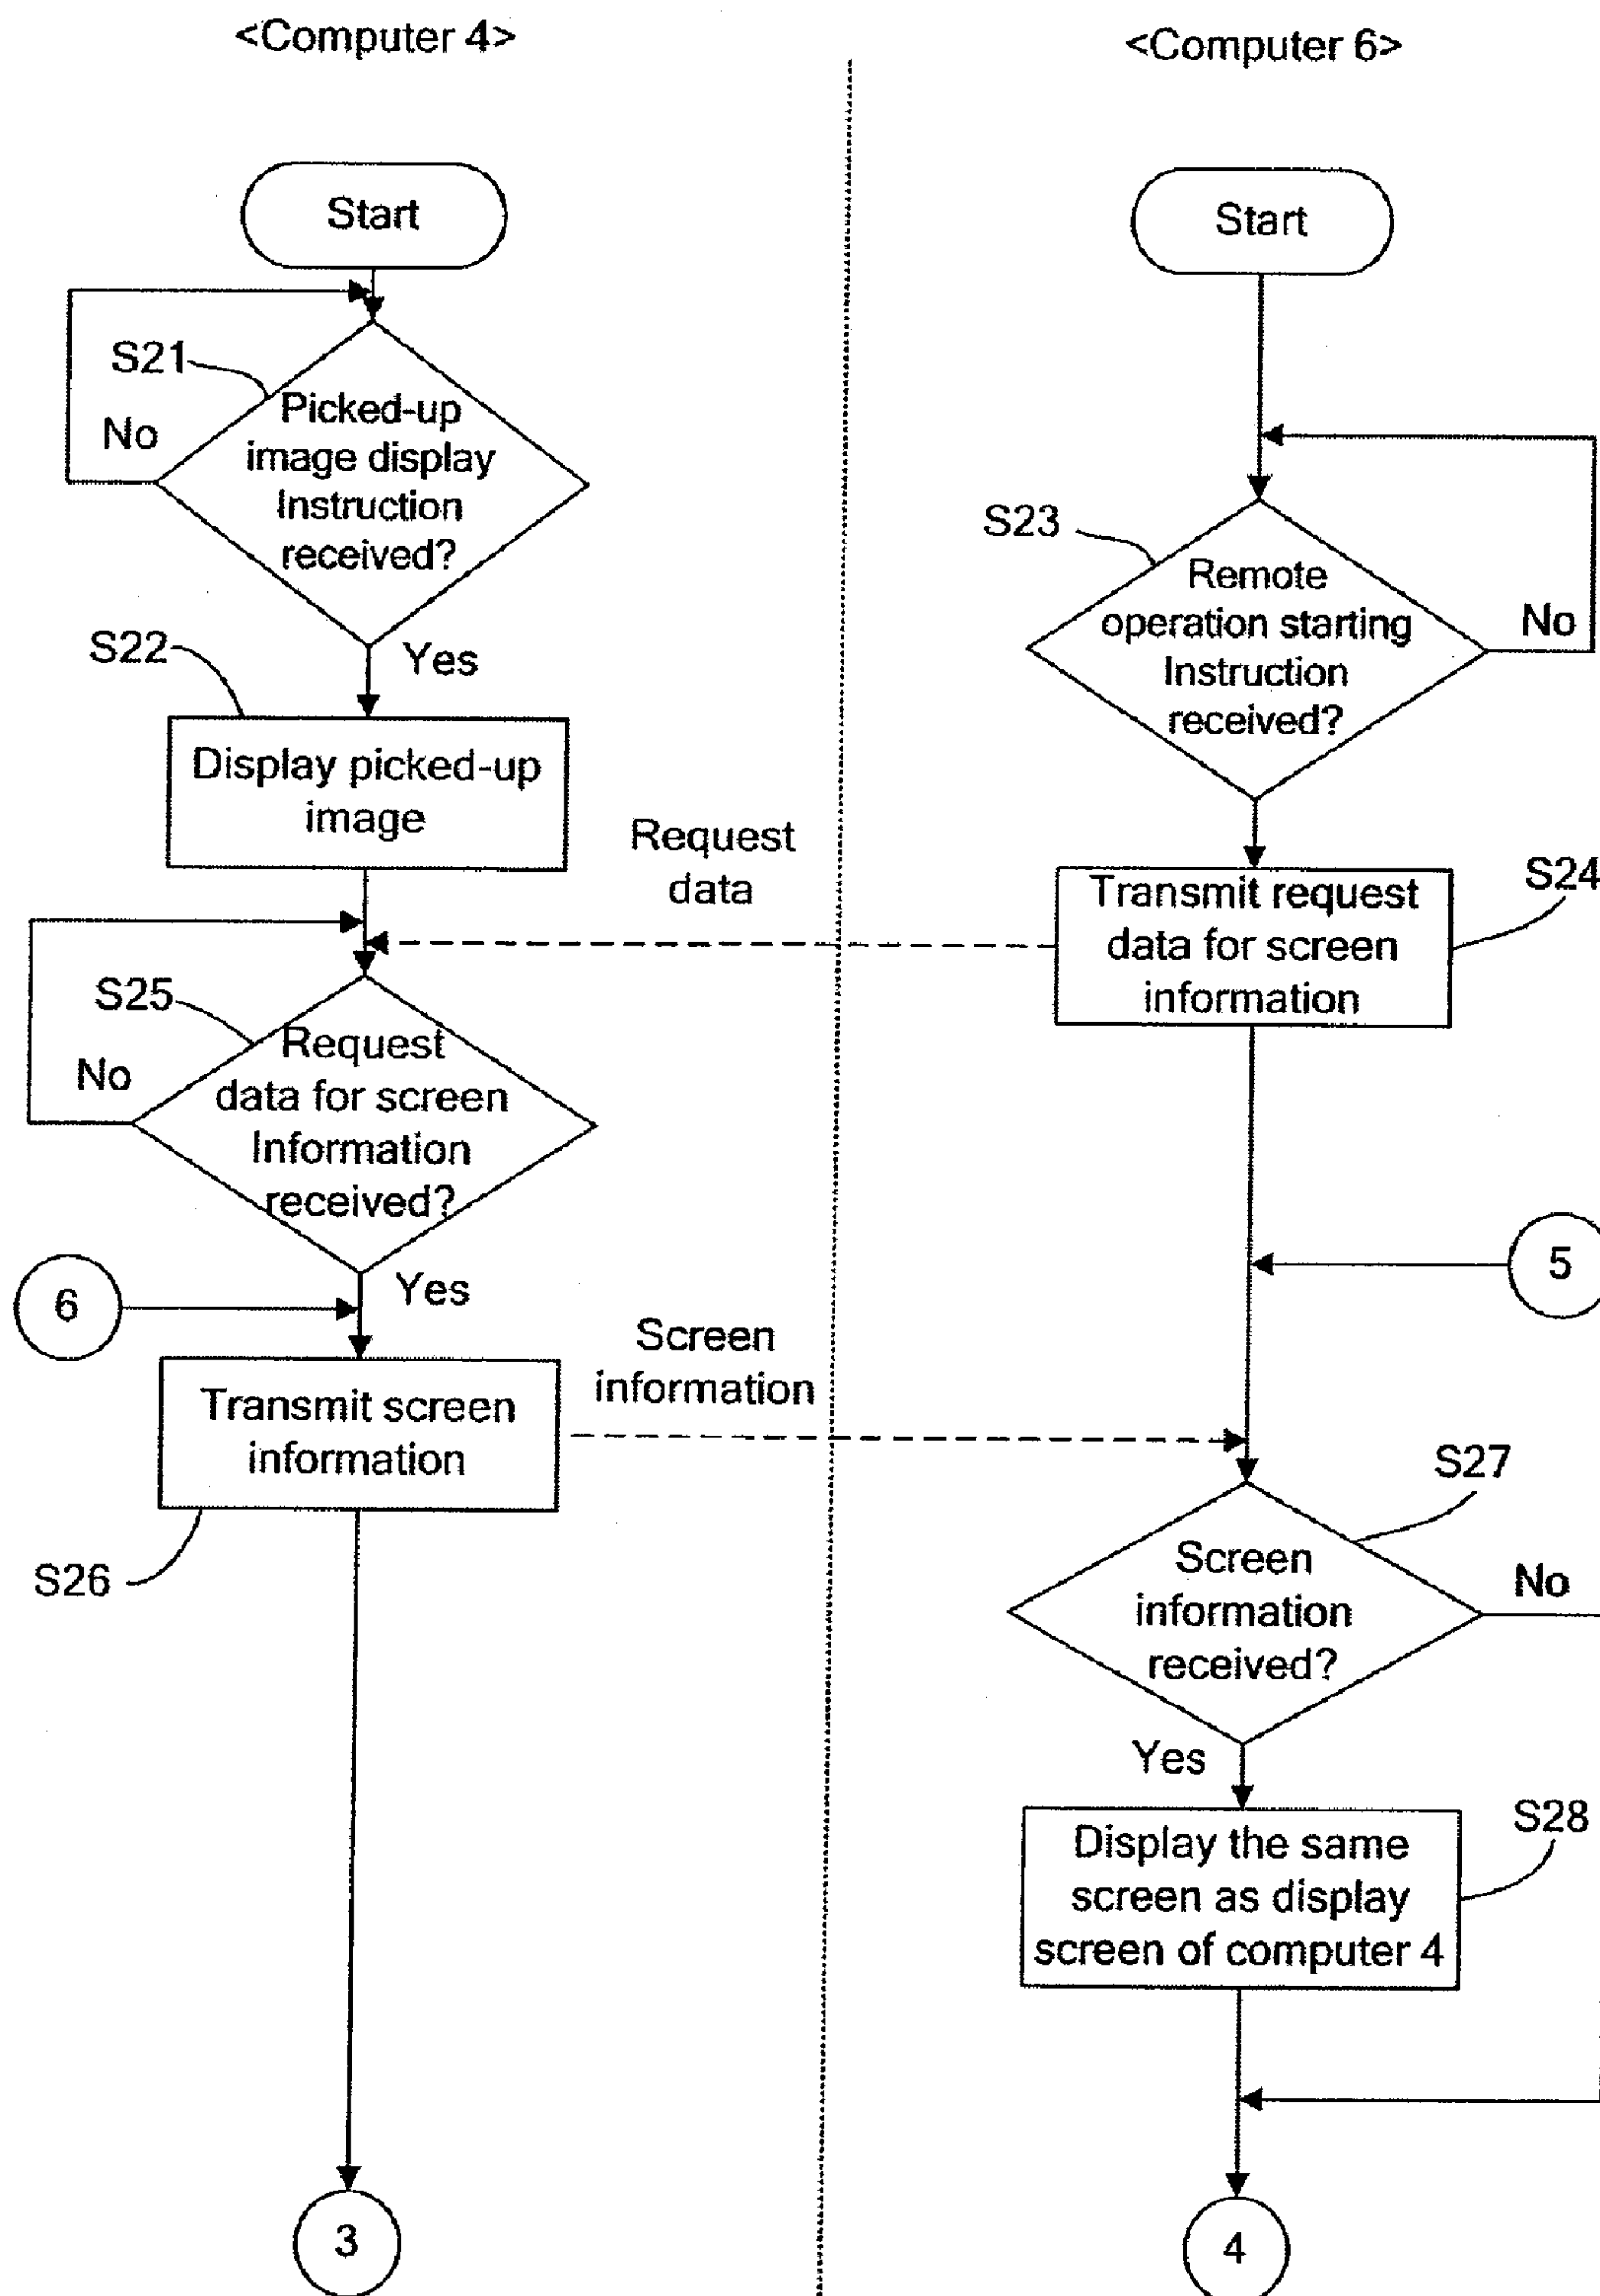 <Computer 4>
<Computer 6>
Start
S21
No
Picked-up
image display
Instruction
received?
Yes
S22
Display picked-up
image
Request
data
S25
No
Request
data for screen
Information
received?
Yes
6
Transmit screen
information
Screen
information
S26
3
Start
S23
Remote
operation starting
Instruction
received?
No
Transmit request
data for screen
information
S24
5
S27
Screen
information
received?
No
Yes
Display the same
screen as display
screen of computer 4
S28
4